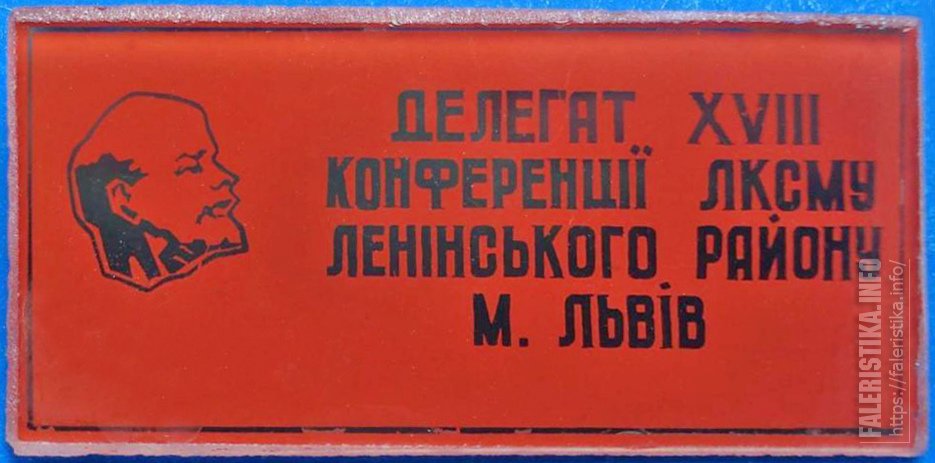 ДЕЛЕГАТ XVIII
КОНФЕРЕНЦІЇ ЛКСМУ
ЛЕНІНСЬКОГО РАЙОНУ
М. ЛЬВІВ
FALERISTIKA.INFO
https://faleristika.info/